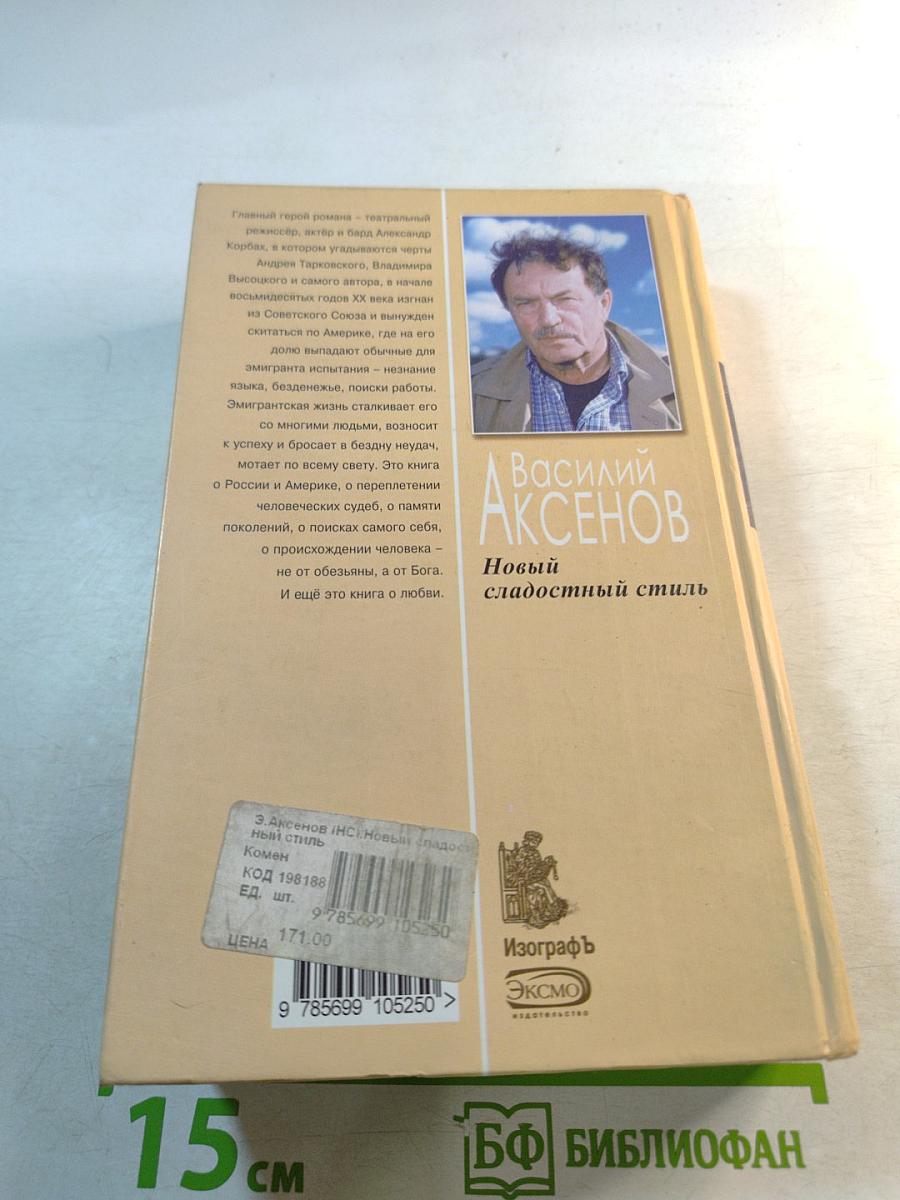 Главный герой романа – театральный
режиссёр, актёр и бард Александр
Корбах, в котором угадываются черты
Андрея Тарковского, Владимира
Высоцкого и самого автора, в начале
восьмидесятых годов XX века изгнан
из Советского Союза и вынужден
скитаться по Америке, где на его
долю выпадают обычные для
эмигранта испытания – незнание
языка, безденежье, поиски работы.
Эмигрантская жизнь сталкивает его
со многими людьми, возносит
к успеху и бросает в бездну неудач,
мотает по всему свету. Это книга
о России и Америке, о переплетении
человеческих судеб, о памяти
поколений, о поисках самого себя,
о происхождении человека –
не от обезьяны, а от Бога.
И ещё это книга о любви.
Василий
Аксенов
Новый
сладостный стиль
Э.Аксенов (НС).Новый сладост
ный стиль
Комен
КОД 198188
ЕД. шт.
9 785699 105250
ЦЕНА 171.00
9 785699 105250 >
ИзографЪ
ЭКСМО
издательство
15 см
БФ БИБЛИОФАН